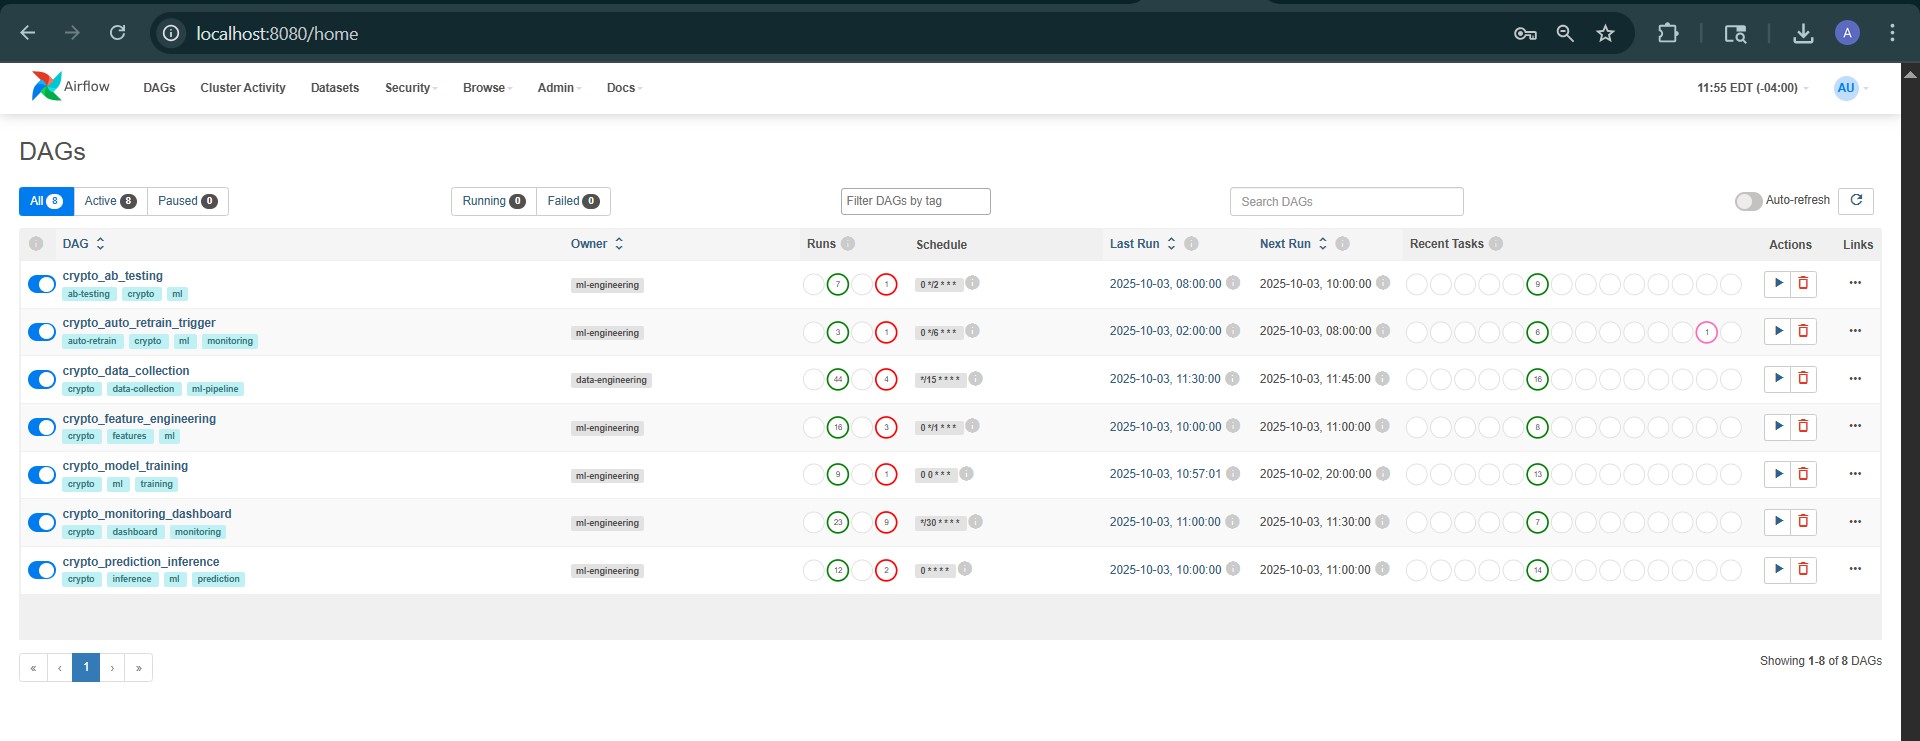 localhost:8080/home
A
Airflow DAGs Cluster Activity Datasets Security Browse Admin Docs 11:55 EDT (-04:00) AU
DAGs
All 8 Active 8 Paused 0 Running 0 Failed 0 Filter DAGs by tag Search DAGs Auto-refresh
DAG Owner Runs Schedule Last Run Next Run Recent Tasks Actions Links
crypto_ab_testing
ml-engineering 7 1 0 */2 * * * 2025-10-03, 08:00:00 2025-10-03, 10:00:00 9
ab-testing crypto ml
crypto_auto_retrain_trigger
ml-engineering 3 1 0 */6 * * * 2025-10-03, 02:00:00 2025-10-03, 08:00:00 6 1
auto-retrain crypto ml monitoring
crypto_data_collection
data-engineering 44 4 */15 * * * * 2025-10-03, 11:30:00 2025-10-03, 11:45:00 16
crypto data-collection ml-pipeline
crypto_feature_engineering
ml-engineering 16 3 0 */1 * * * 2025-10-03, 10:00:00 2025-10-03, 11:00:00 8
crypto features ml
crypto_model_training
ml-engineering 9 1 0 0 * * * 2025-10-03, 10:57:01 2025-10-02, 20:00:00 13
crypto ml training
crypto_monitoring_dashboard
ml-engineering 23 9 */30 * * * * 2025-10-03, 11:00:00 2025-10-03, 11:30:00 7
crypto dashboard monitoring
crypto_prediction_inference
ml-engineering 12 2 0 * * * * 2025-10-03, 10:00:00 2025-10-03, 11:00:00 14
crypto inference ml prediction
« ‹ 1 › » Showing 1-8 of 8 DAGs